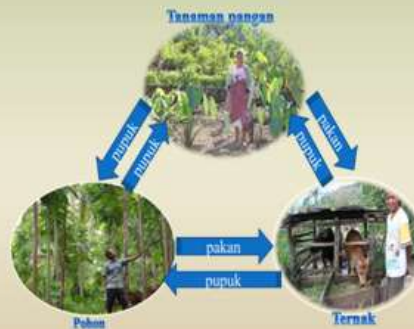 Tanaman pangan
pupuk
pupuk
pakan
pupuk
pakan
pupuk
Pohon
Ternak